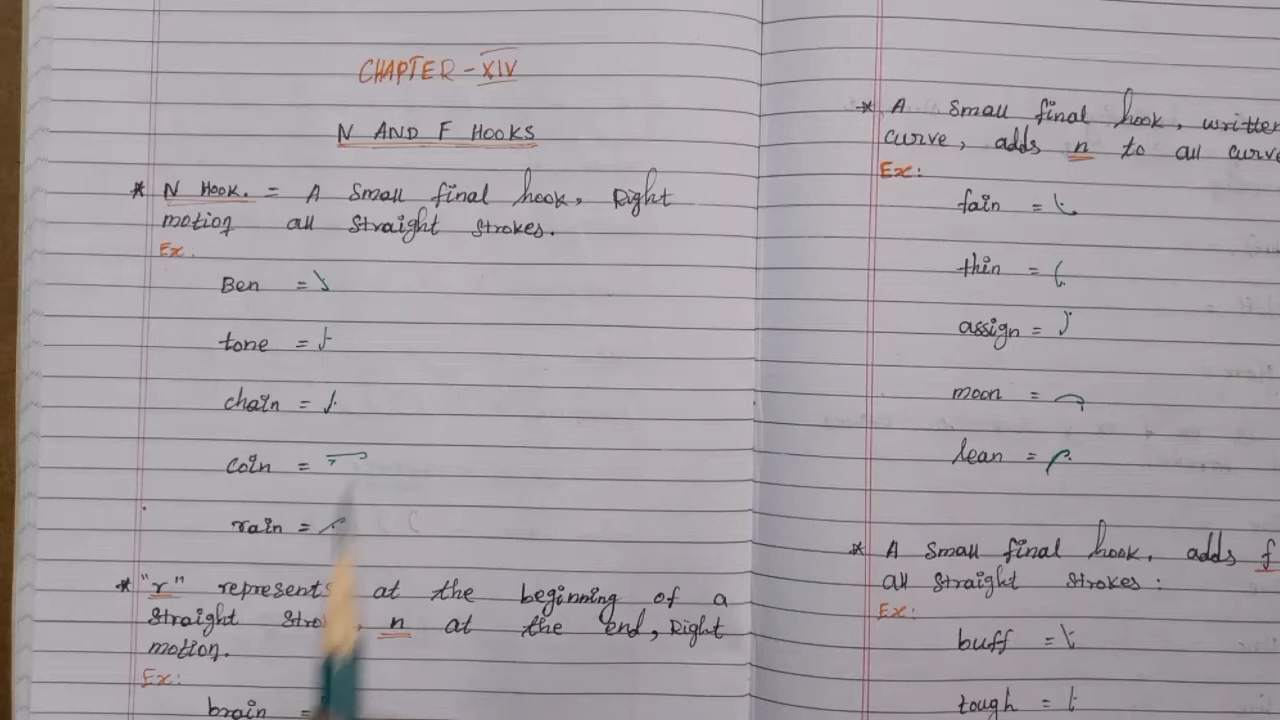 CHAPTER - XIV
N AND F HOOKS
* N Hook. = A Small final hook, Right
motion all Straight Strokes.
Ex.
Ben =
tone =
chain =
coin =
rain =
* "r" represents at the beginning of a
Straight n at the end, Right
motion.
Ex:
brain =
* A Small final hook, written
curve, adds n to all curve
Ex:
fain =
thin =
assign =
moon =
lean =
* A Small final hook, adds f
all Straight Strokes:
Ex:
buff =
tough =